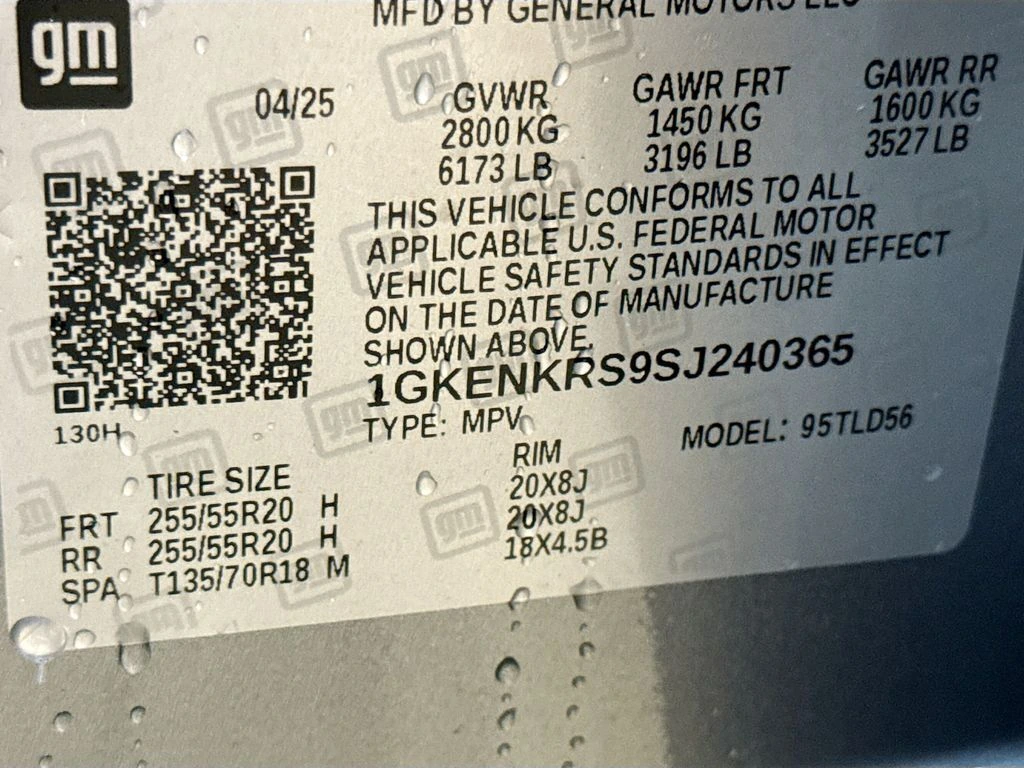 MFD BY GENERAL MOTORS LLC
gm
04/25
GVWR GAWR FRT GAWR RR
2800 KG 1450 KG 1600 KG
6173 LB 3196 LB 3527 LB
THIS VEHICLE CONFORMS TO ALL
APPLICABLE U.S. FEDERAL MOTOR
VEHICLE SAFETY STANDARDS IN EFFECT
ON THE DATE OF MANUFACTURE
SHOWN ABOVE.
1GKENKRS9SJ240365
TYPE: MPV MODEL: 95TLD56
130H
TIRE SIZE RIM
FRT 255/55R20 H 20X8J
RR 255/55R20 H 20X8J
SPA T135/70R18 M 18X4.5B